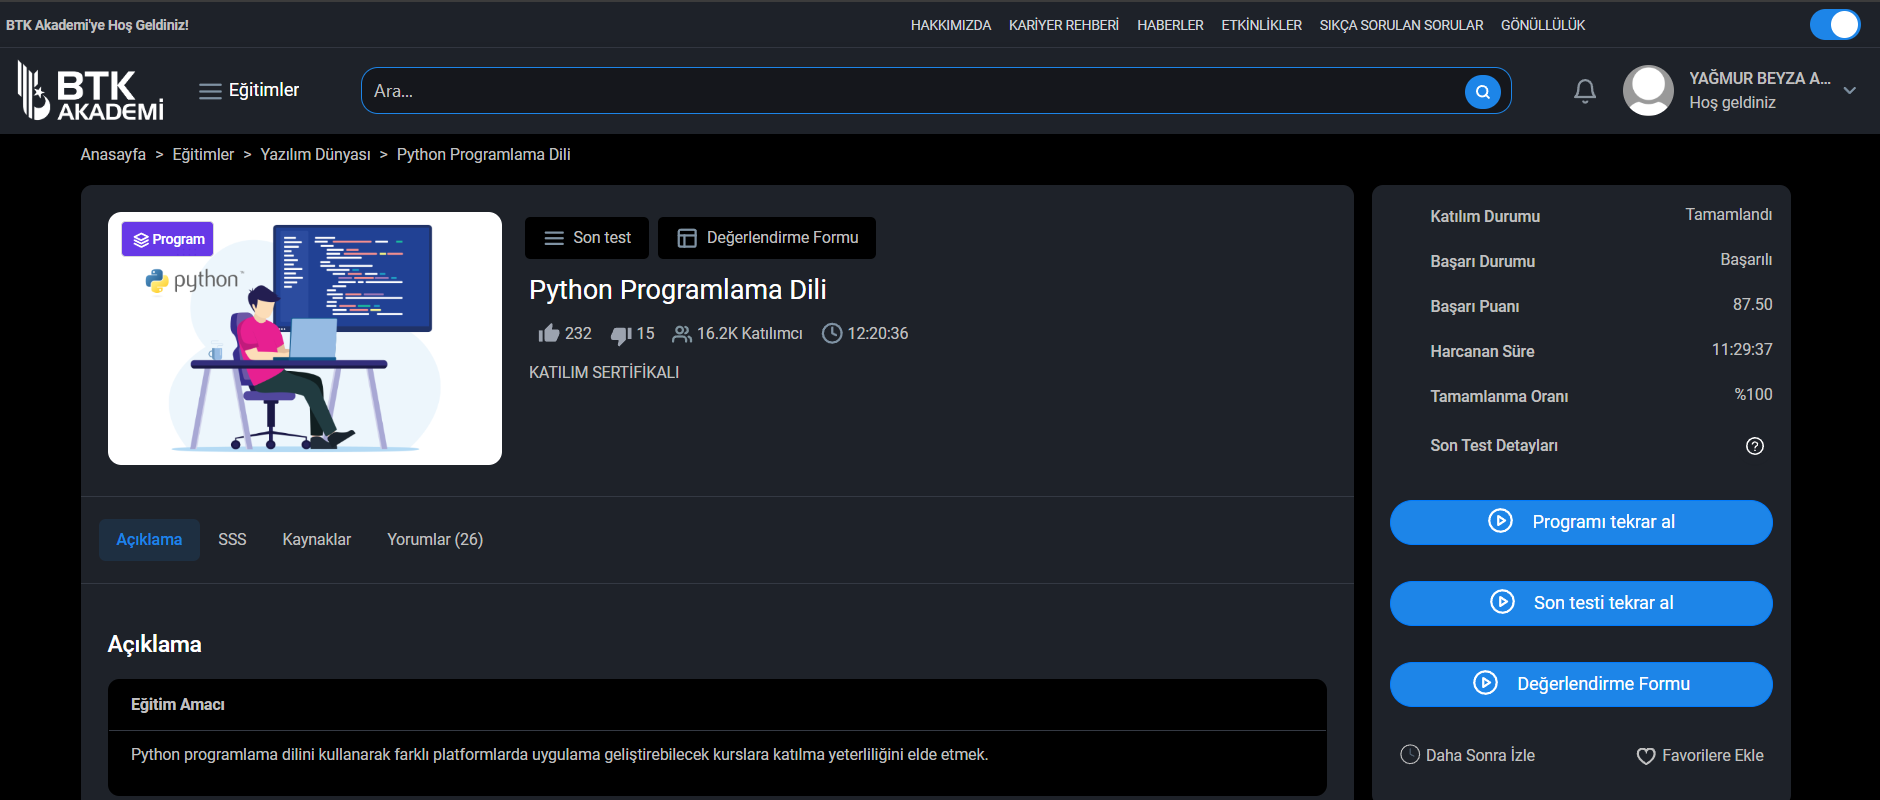 BTK Akademi'ye Hoş Geldiniz!
HAKKIMIZDA KARİYER REHBERİ HABERLER ETKİNLİKLER SIKÇA SORULAN SORULAR GÖNÜLLÜLÜK
BTK
AKADEMİ
Eğitimler
Ara...
YAĞMUR BEYZA A...
Hoş geldiniz
Anasayfa > Eğitimler > Yazılım Dünyası > Python Programlama Dili
Program
python™
Son test
Değerlendirme Formu
Python Programlama Dili
232 15 16.2K Katılımcı 12:20:36
KATILIM SERTİFİKALI
Açıklama SSS Kaynaklar Yorumlar (26)
Açıklama
Eğitim Amacı
Python programlama dilini kullanarak farklı platformlarda uygulama geliştirebilecek kurslara katılma yeterliliğini elde etmek.
Katılım Durumu Tamamlandı
Başarı Durumu Başarılı
Başarı Puanı 87.50
Harcanan Süre 11:29:37
Tamamlanma Oranı %100
Son Test Detayları ?
Programı tekrar al
Son testi tekrar al
Değerlendirme Formu
Daha Sonra İzle Favorilere Ekle